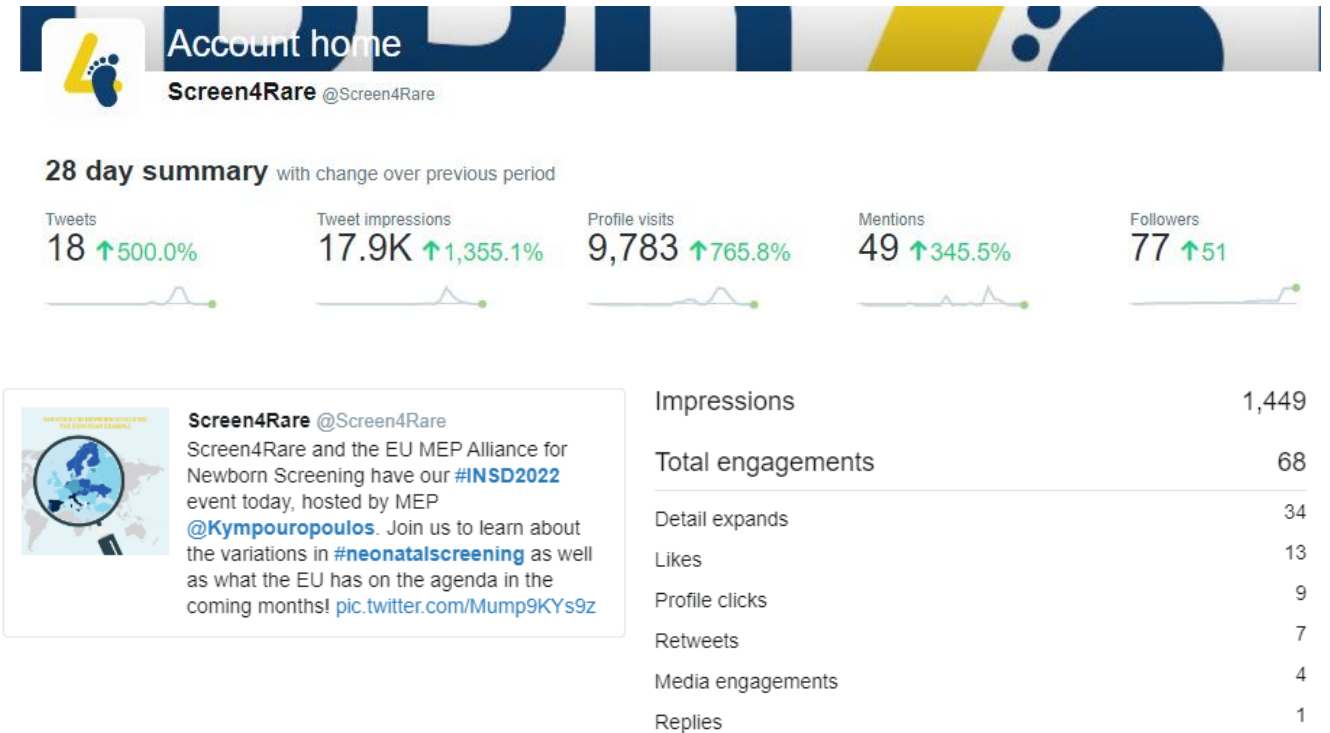 Account home
Screen4Rare @Screen4Rare
28 day summary with change over previous period
Tweets
18 ↑500.0%
Tweet impressions
17.9K ↑1,355.1%
Profile visits
9,783 ↑765.8%
Mentions
49 ↑345.5%
Followers
77 ↑51
Screen4Rare @Screen4Rare
Screen4Rare and the EU MEP Alliance for
Newborn Screening have our #INSD2022
event today, hosted by MEP
@Kympouropoulos. Join us to learn about
the variations in #neonatalscreening as well
as what the EU has on the agenda in the
coming months! pic.twitter.com/Mump9KYs9z
Impressions 1,449
Total engagements 68
Detail expands 34
Likes 13
Profile clicks 9
Retweets 7
Media engagements 4
Replies 1